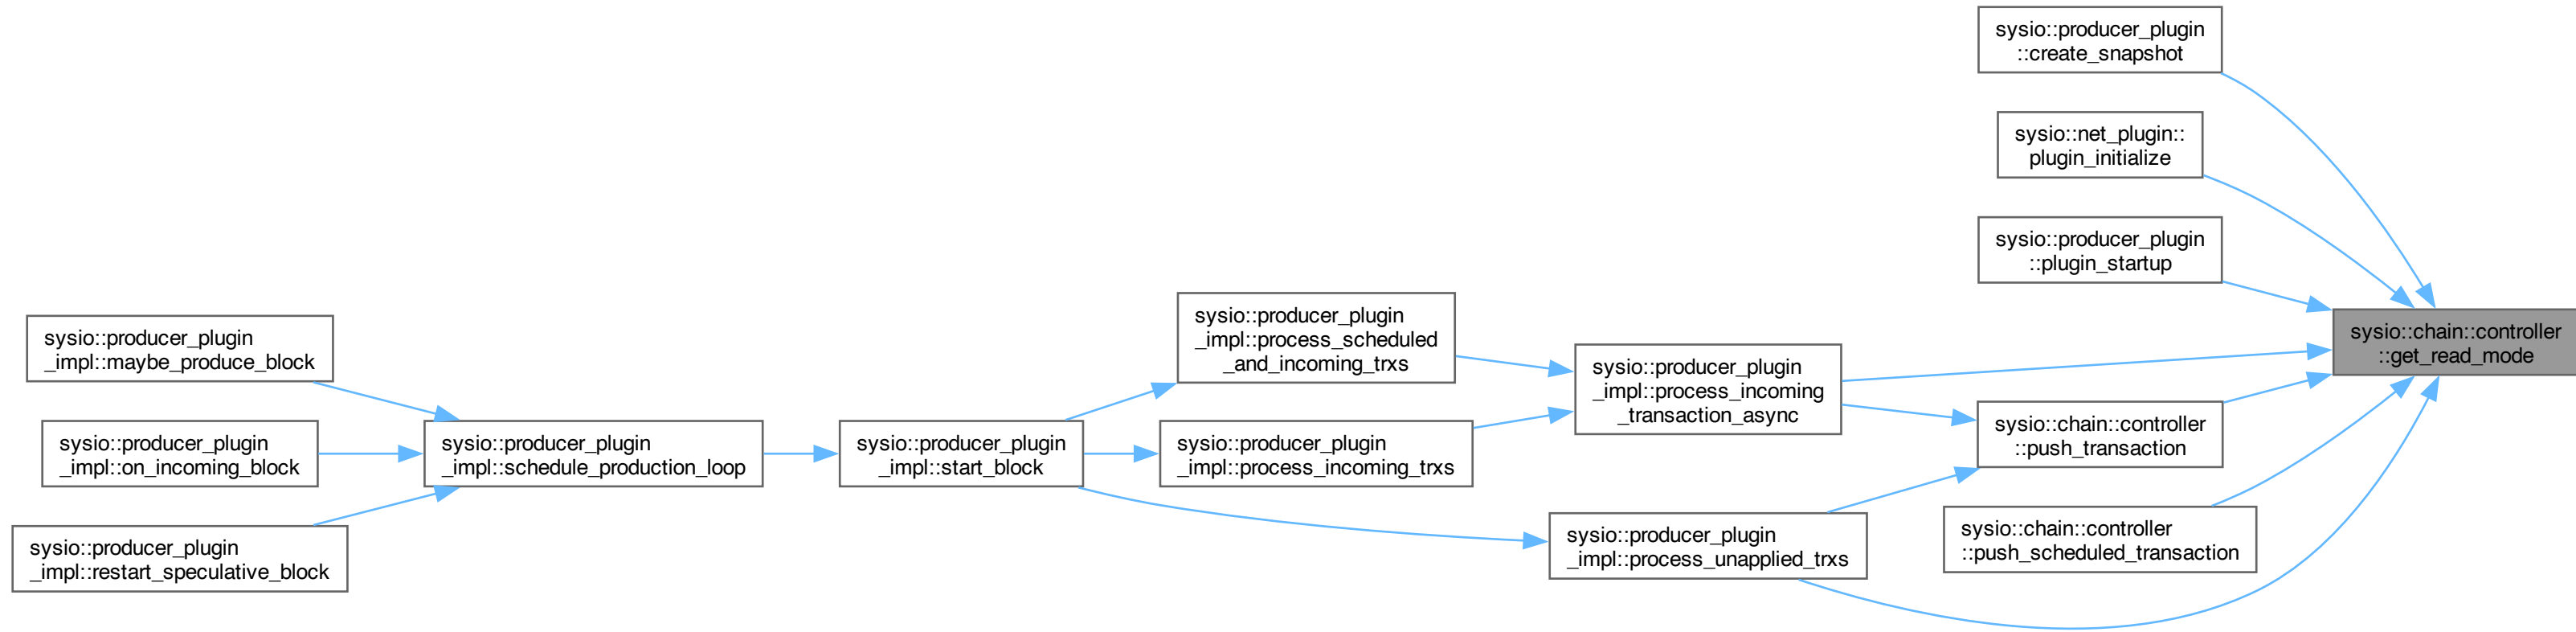 sysio::producer_plugin
::create_snapshot
sysio::net_plugin::
plugin_initialize
sysio::producer_plugin
::plugin_startup
sysio::producer_plugin
_impl::process_scheduled
_and_incoming_trxs
sysio::producer_plugin
_impl::maybe_produce_block
sysio::chain::controller
::get_read_mode
sysio::producer_plugin
_impl::process_incoming
_transaction_async
sysio::producer_plugin
_impl::on_incoming_block
sysio::producer_plugin
_impl::schedule_production_loop
sysio::producer_plugin
_impl::start_block
sysio::producer_plugin
_impl::process_incoming_trxs
sysio::chain::controller
::push_transaction
sysio::producer_plugin
_impl::restart_speculative_block
sysio::producer_plugin
_impl::process_unapplied_trxs
sysio::chain::controller
::push_scheduled_transaction